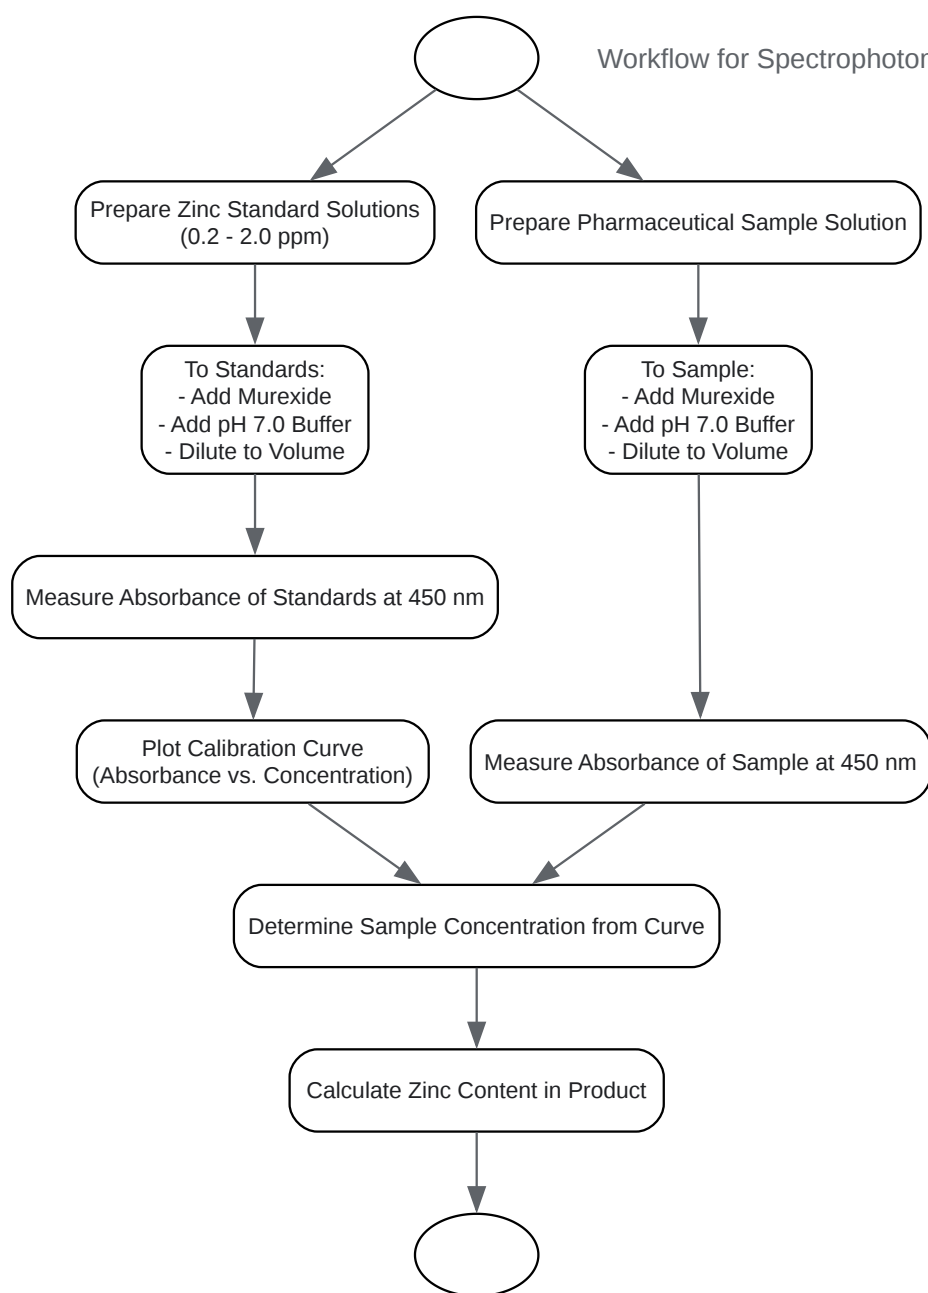 Workflow for
Prepare Zinc Standard Solutions
(0.2 - 2.0 ppm)
Prepare Pharmaceutical Sample Solution
To Standards:
- Add Murexide
- Add pH 7.0 Buffer
- Dilute to Volume
To Sample:
- Add Murexide
- Add pH 7.0 Buffer
- Dilute to Volume
Measure Absorbance of Standards at 450 nm
Plot Calibration Curve
(Absorbance vs. Concentration)
Measure Absorbance of Sample at 450 nm
Determine Sample Concentration from Curve
Calculate Zinc Content in Product